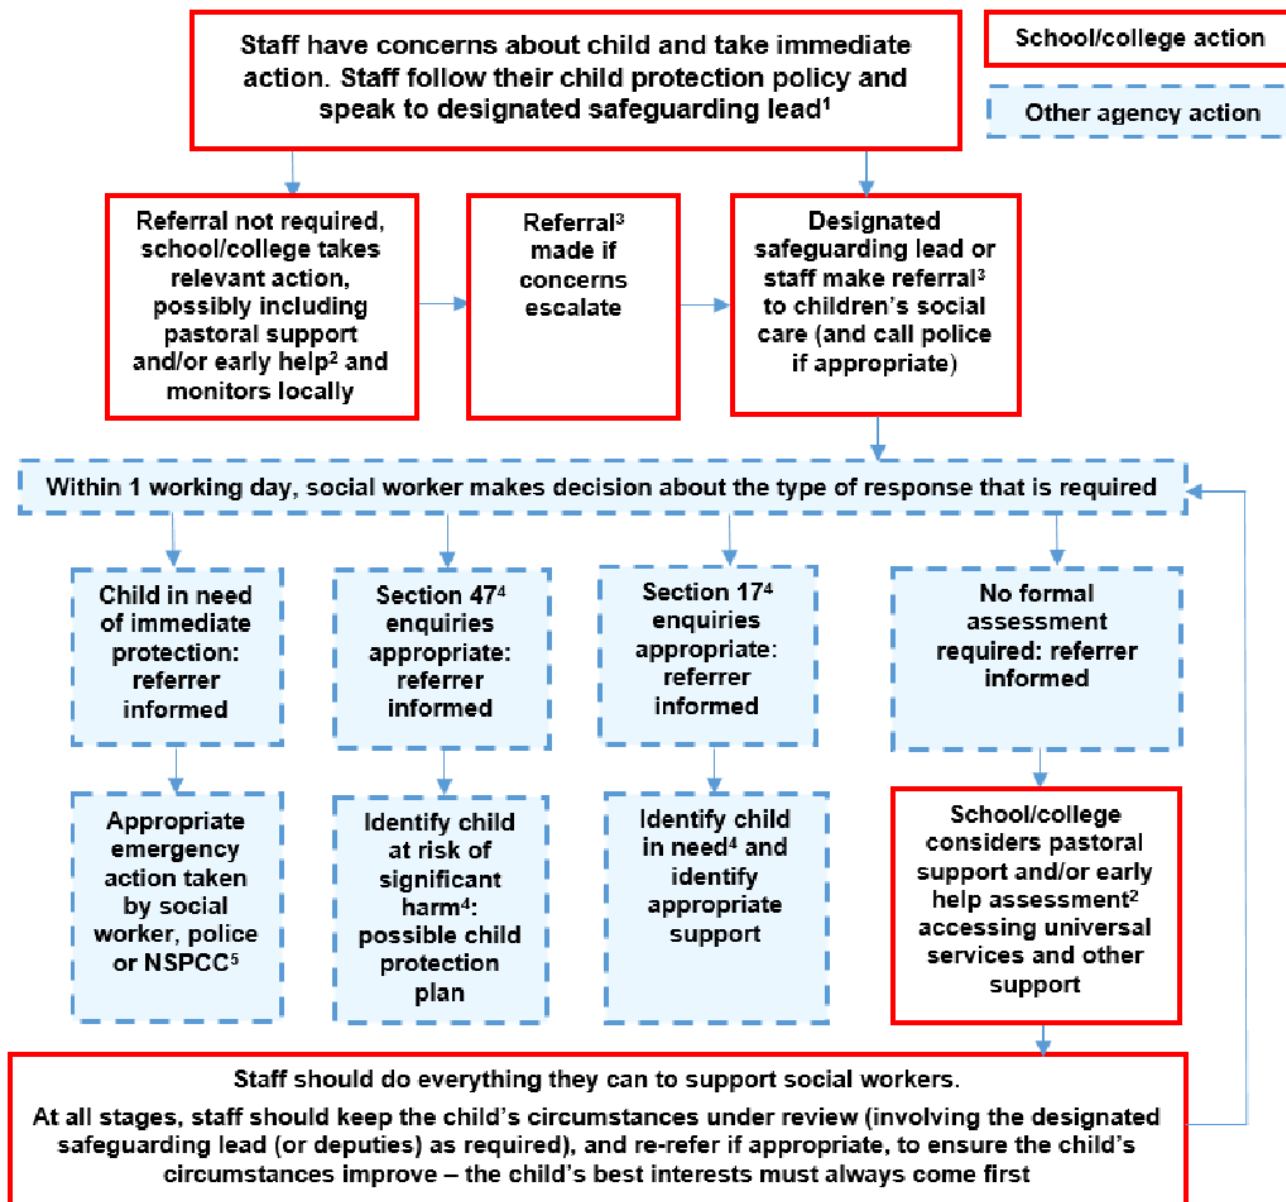 Staff have concerns about child and take immediate
action. Staff follow their child protection policy and
speak to designated safeguarding lead¹
School/college action
Other agency action
Referral not required,
school/college takes
relevant action,
possibly including
pastoral support
and/or early help² and
monitors locally
Referral³
made if
concerns
escalate
Designated
safeguarding lead or
staff make referral³
to children's social
care (and call police
if appropriate)
Within 1 working day, social worker makes decision about the type of response that is required
Child in need
of immediate
protection:
referrer
informed
Section 47⁴
enquiries
appropriate:
referrer
informed
Section 17⁴
enquiries
appropriate:
referrer
informed
No formal
assessment
required: referrer
informed
Appropriate
emergency
action taken
by social
worker, police
or NSPCC⁵
Identify child
at risk of
significant
harm⁴:
possible child
protection
plan
Identify child
in need⁴ and
identify
appropriate
support
School/college
considers pastoral
support and/or early
help assessment²
accessing universal
services and other
support
Staff should do everything they can to support social workers.
At all stages, staff should keep the child's circumstances under review (involving the designated
safeguarding lead (or deputies) as required), and re-refer if appropriate, to ensure the child's
circumstances improve – the child's best interests must always come first